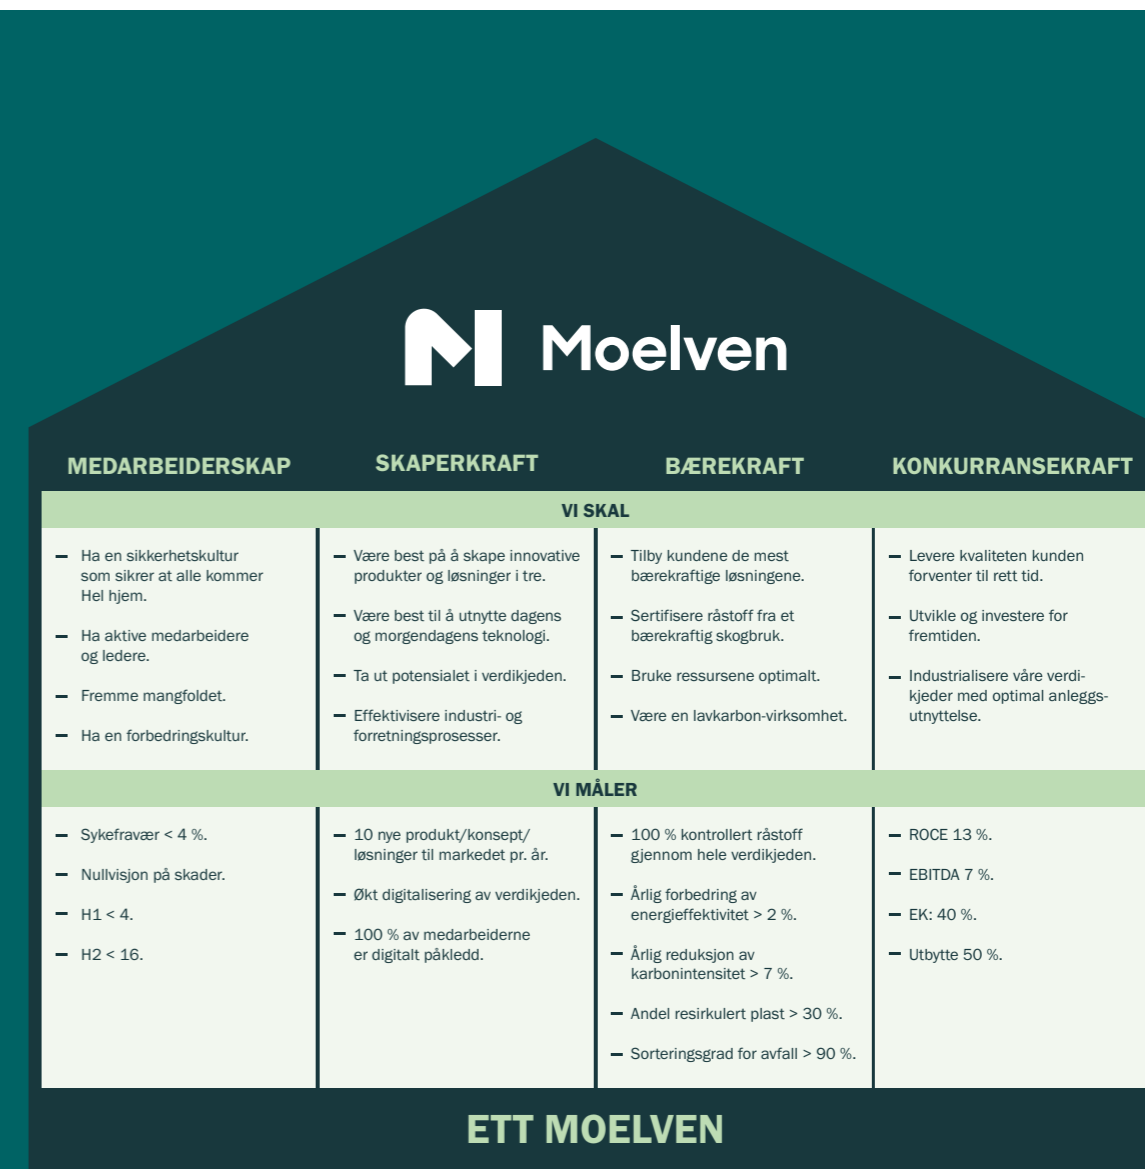 Moelven
MEDARBEIDERSKAP
SKAPERKRAFT
BÆREKRAFT
KONKURRANSEKRAFT
VI SKAL
— Ha en sikkerhetskultur
som sikrer at alle kommer
Hel hjem.
— Ha aktive medarbeidere
og ledere.
— Fremme mangfoldet.
— Ha en forbedringskultur.
— Være best på å skape innovative
produkter og løsninger i tre.
— Være best til å utnytte dagens
og morgendagens teknologi.
— Ta ut potensialet i verdikjeden.
— Effektivisere industri- og
forretningsprosesser.
— Tilby kundene de mest
bærekraftige løsningene.
— Sertifisere råstoff fra et
bærekraftig skogbruk.
— Bruke ressursene optimalt.
— Være en lavkarbon-virksomhet.
— Levere kvaliteten kunden
forventer til rett tid.
— Utvikle og investere for
fremtiden.
— Industrialisere våre verdi-
kjeder med optimal anleggs-
utnyttelse.
VI MÅLER
— Sykefravær < 4 %.
— Nullvisjon på skader.
— H1 < 4.
— H2 < 16.
— 10 nye produkt/konsept/
løsninger til markedet pr. år.
— Økt digitalisering av verdikjeden.
— 100 % av medarbeiderne
er digitalt påkledd.
— 100 % kontrollert råstoff
gjennom hele verdikjeden.
— Årlig forbedring av
energieffektivitet > 2 %.
— Årlig reduksjon av
karbonintensitet > 7 %.
— Andel resirkulert plast > 30 %.
— Sorteringsgrad for avfall > 90 %.
— ROCE 13 %.
— EBITDA 7 %.
— EK: 40 %.
— Utbytte 50 %.
ETT MOELVEN